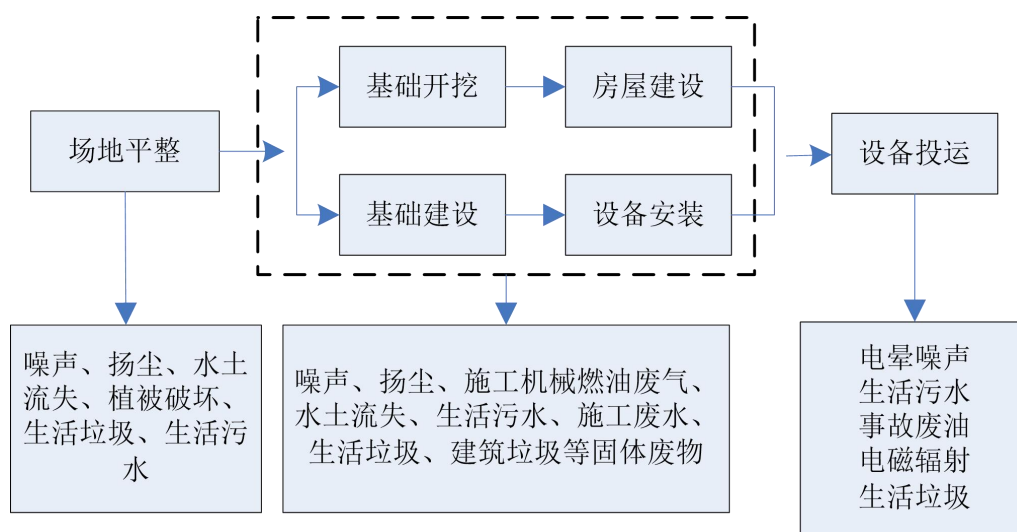 基础开挖
房屋建设
场地平整
设备投运
基础建设
设备安装
噪声、扬尘、水土
流失、植被破坏、
生活垃圾、生活污
水
噪声、扬尘、施工机械燃油废气、
水土流失、生活污水、施工废水、
生活垃圾、建筑垃圾等固体废物
电晕噪声
生活污水
事故废油
电磁辐射
生活垃圾